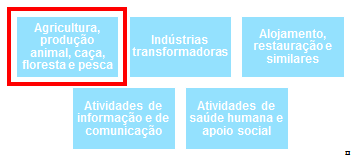 Agricultura,
produção
animal, caça,
floresta e pesca
Indústrias
transformadoras
Alojamento,
restauração e
similares
Atividades de
informação e de
comunicação
Atividades de
saúde humana e
apoio social
¤